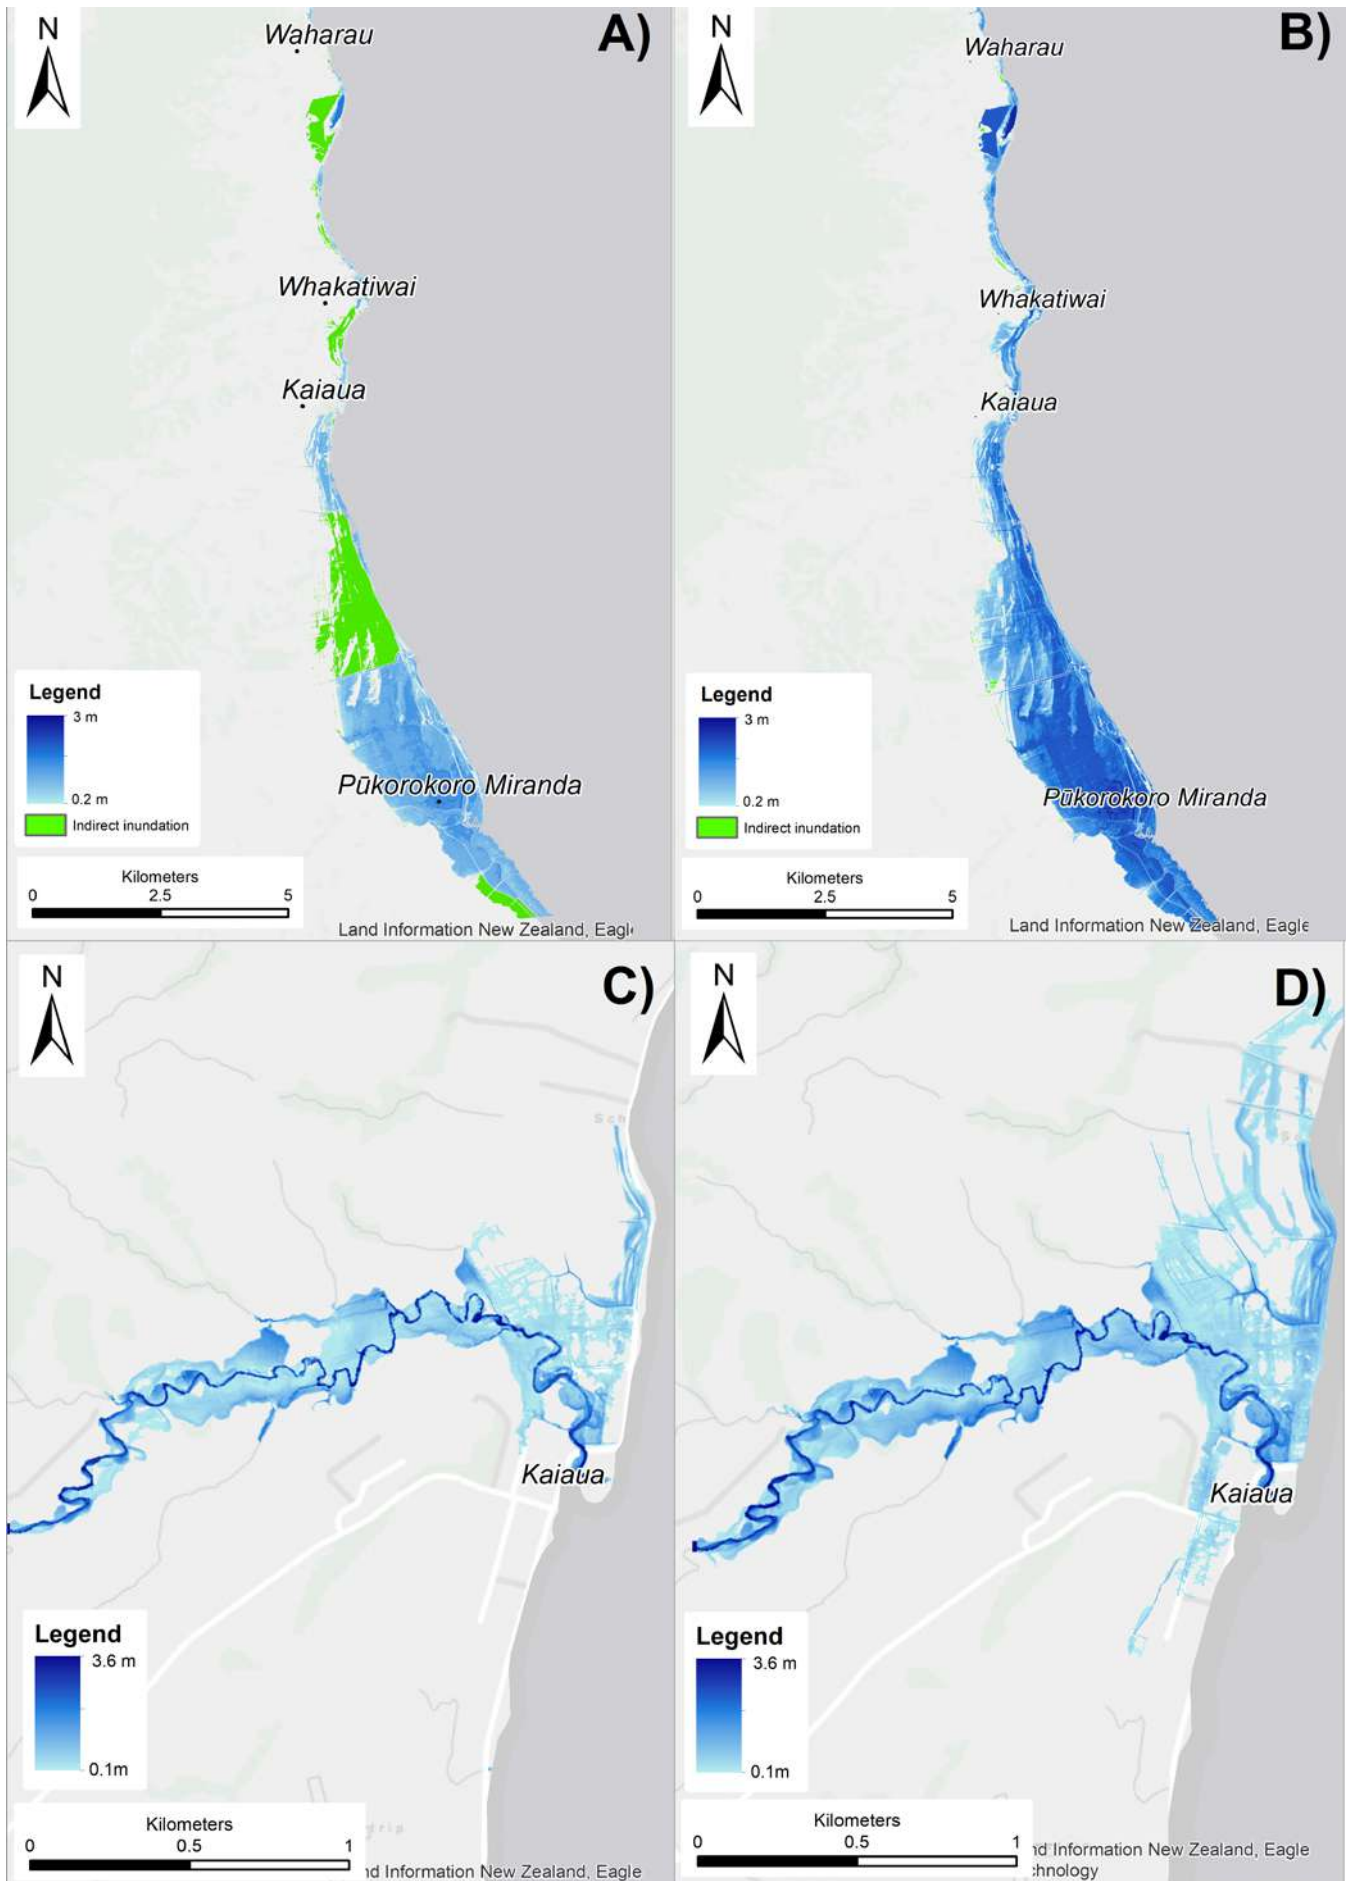 N
A)
Waharau
Whakatiwai
Kaiaua
Pūkorokoro Miranda
Legend
3 m
0.2 m
Indirect inundation
Kilometers
0 2.5 5
Land Information New Zealand, Eagle
N
B)
Waharau
Whakatiwai
Kaiaua
Pūkorokoro Miranda
Legend
3 m
0.2 m
Indirect inundation
Kilometers
0 2.5 5
Land Information New Zealand, Eagle
N
C)
Sch
Kaiaua
Legend
3.6 m
0.1m
Kilometers
0 0.5 1
nd Information New Zealand, Eagle
N
D)
Kaiaua
Legend
3.6 m
0.1m
Kilometers
0 0.5 1
nd Information New Zealand, Eagle
chnology